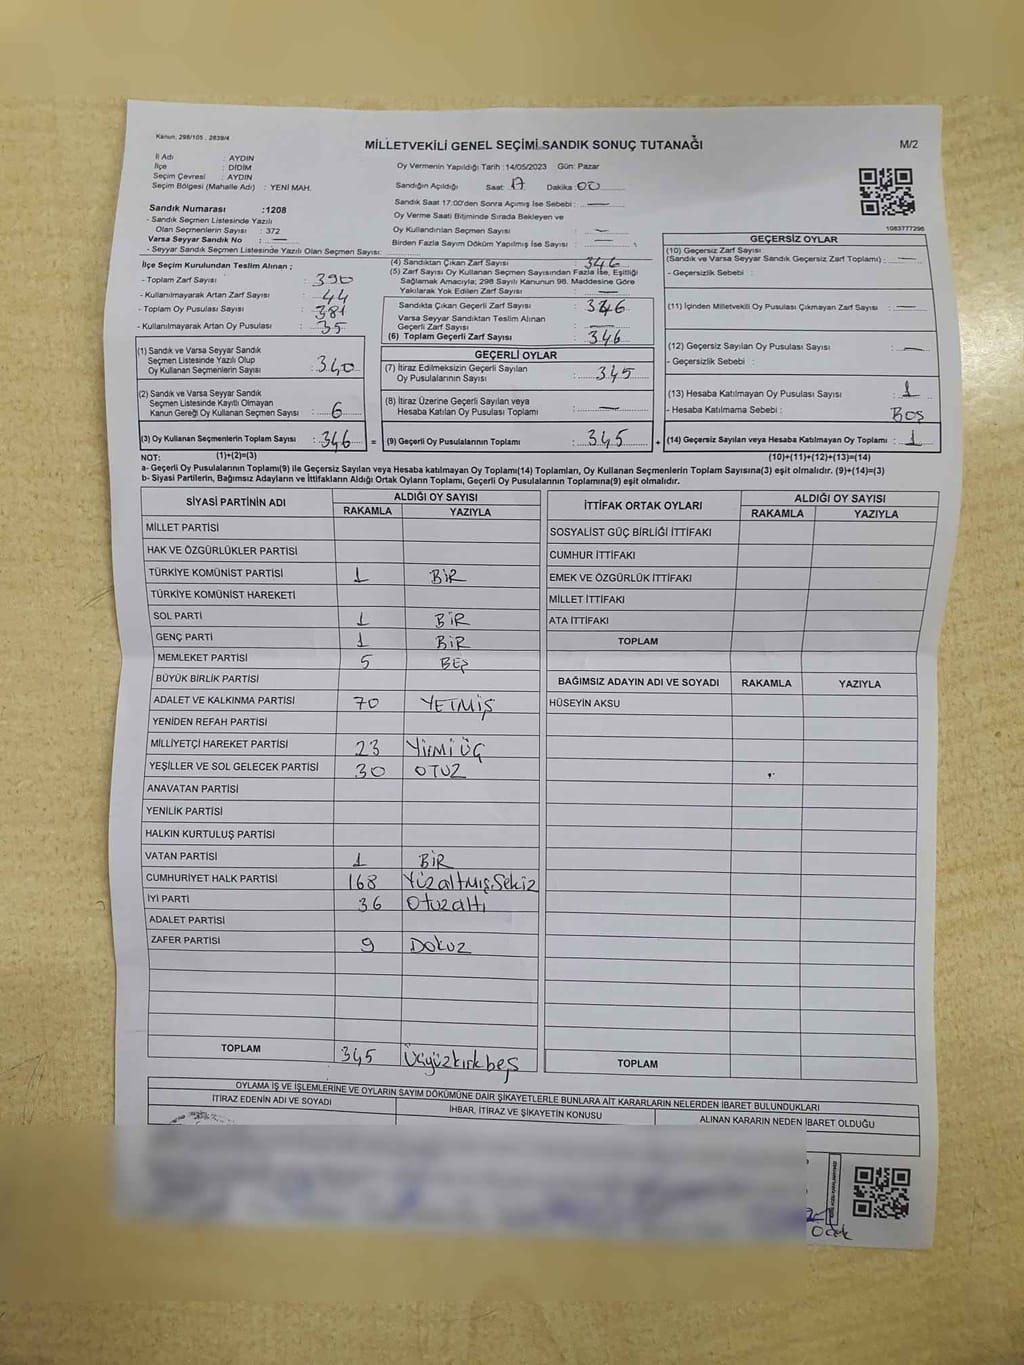 Kanun, 298/105 , 2839/4
MİLLETVEKİLİ GENEL SEÇİMİ SANDIK SONUÇ TUTANAĞI
M/2
İl Adı : AYDIN
İlçe : DİDİM
Seçim Çevresi : AYDIN
Seçim Bölgesi (Mahalle Adı) : YENİ MAH.
Sandık Numarası :1208
- Sandık Seçmen Listesinde Yazılı
Olan Seçmenlerin Sayısı : 372
Varsa Seyyar Sandık No : —
- Seyyar Sandık Seçmen Listesinde Yazılı Olan Seçmen Sayısı:
Oy Vermenin Yapıldığı Tarih :14/05/2023 Gün: Pazar
Sandığın Açıldığı Saat: 17 Dakika :00
Sandık Saat 17:00'den Sonra Açımış İse Sebebi : —
Oy Verme Saati Bitiminde Sırada Bekleyen ve
Oy Kullandırılan Seçmen Sayısı : —
Birden Fazla Sayım Döküm Yapılmış İse Sayısı : —
1083777296
İlçe Seçim Kurulundan Teslim Alınan ;
- Toplam Zarf Sayısı : 390
- Kullanılmayarak Artan Zarf Sayısı : 44
- Toplam Oy Pusulası Sayısı : 381
- Kullanılmayarak Artan Oy Pusulası : 35
(1) Sandık ve Varsa Seyyar Sandık
Seçmen Listesinde Yazılı Olup
Oy Kullanan Seçmenlerin Sayısı : 340
(2) Sandık ve Varsa Seyyar Sandık
Seçmen Listesinde Kayıtlı Olmayan
Kanun Gereği Oy Kullanan Seçmen Sayısı : 6
(3) Oy Kullanan Seçmenlerin Toplam Sayısı : 346 =
(4) Sandıktan Çıkan Zarf Sayısı : 346
(5) Zarf Sayısı Oy Kullanan Seçmen Sayısından Fazla İse, Eşitliği
Sağlamak Amacıyla; 298 Sayılı Kanunun 98. Maddesine Göre
Yakılarak Yok Edilen Zarf Sayısı : —
Sandıkta Çıkan Geçerli Zarf Sayısı : 346
Varsa Seyyar Sandıktan Teslim Alınan
Geçerli Zarf Sayısı : —
(6) Toplam Geçerli Zarf Sayısı : 346
GEÇERLİ OYLAR
(7) İtiraz Edilmeksizin Geçerli Sayılan
Oy Pusulalarının Sayısı : 345
(8) İtiraz Üzerine Geçerli Sayılan veya
Hesaba Katılan Oy Pusulası Toplamı : —
(9) Geçerli Oy Pusulalarının Toplamı : 345 +
GEÇERSİZ OYLAR
(10) Geçersiz Zarf Sayısı
(Sandık ve Varsa Seyyar Sandık Geçersiz Zarf Toplamı) : —
- Geçersizlik Sebebi :
(11) İçinden Milletvekili Oy Pusulası Çıkmayan Zarf Sayısı : —
(12) Geçersiz Sayılan Oy Pusulası Sayısı : —
- Geçersizlik Sebebi :
(13) Hesaba Katılmayan Oy Pusulası Sayısı : 1
- Hesaba Katılmama Sebebi : BOŞ
(14) Geçersiz Sayılan veya Hesaba Katılmayan Oy Toplamı : 1
NOT: (1)+(2)=(3) (10)+(11)+(12)+(13)=(14)
a- Geçerli Oy Pusulalarının Toplamı(9) ile Geçersiz Sayılan veya Hesaba katılmayan Oy Toplamı(14) Toplamları, Oy Kullanan Seçmenlerin Toplam Sayısına(3) eşit olmalıdır. (9)+(14)=(3)
b- Siyasi Partilerin, Bağımsız Adayların ve İttifakların Aldığı Ortak Oyların Toplamı, Geçerli Oy Pusulalarının Toplamına(9) eşit olmalıdır.
SİYASİ PARTİNİN ADI ALDIĞI OY SAYISI
RAKAMLA YAZIYLA
MİLLET PARTİSİ
HAK VE ÖZGÜRLÜKLER PARTİSİ
TÜRKİYE KOMÜNİST PARTİSİ 1 BİR
TÜRKİYE KOMÜNİST HAREKETİ
SOL PARTİ 1 BİR
GENÇ PARTİ 1 BİR
MEMLEKET PARTİSİ 5 BEŞ
BÜYÜK BİRLİK PARTİSİ
ADALET VE KALKINMA PARTİSİ 70 YETMİŞ
YENİDEN REFAH PARTİSİ
MİLLİYETÇİ HAREKET PARTİSİ 23 YİRMİ ÜÇ
YEŞİLLER VE SOL GELECEK PARTİSİ 30 OTUZ
ANAVATAN PARTİSİ
YENİLİK PARTİSİ
HALKIN KURTULUŞ PARTİSİ
VATAN PARTİSİ 1 BİR
CUMHURİYET HALK PARTİSİ 168 Yüzaltmışsekiz
İYİ PARTİ 36 Otuzaltı
ADALET PARTİSİ
ZAFER PARTİSİ 9 Dokuz
TOPLAM 345 Üçyüzkırkbeş
İTTİFAK ORTAK OYLARI ALDIĞI OY SAYISI
RAKAMLA YAZIYLA
SOSYALİST GÜÇ BİRLİĞİ İTTİFAKI
CUMHUR İTTİFAKI
EMEK VE ÖZGÜRLÜK İTTİFAKI
MİLLET İTTİFAKI
ATA İTTİFAKI
TOPLAM
BAĞIMSIZ ADAYIN ADI VE SOYADI RAKAMLA YAZIYLA
HÜSEYİN AKSU
TOPLAM
OYLAMA İŞ VE İŞLEMLERİNE VE OYLARIN SAYIM DÖKÜMÜNE DAİR ŞİKAYETLERLE BUNLARA AİT KARARLARIN NELERDEN İBARET BULUNDUKLARI
İTİRAZ EDENİN ADI VE SOYADI İHBAR, İTİRAZ VE ŞİKAYETİN KONUSU ALINAN KARARIN NEDEN İBARET OLDUĞU